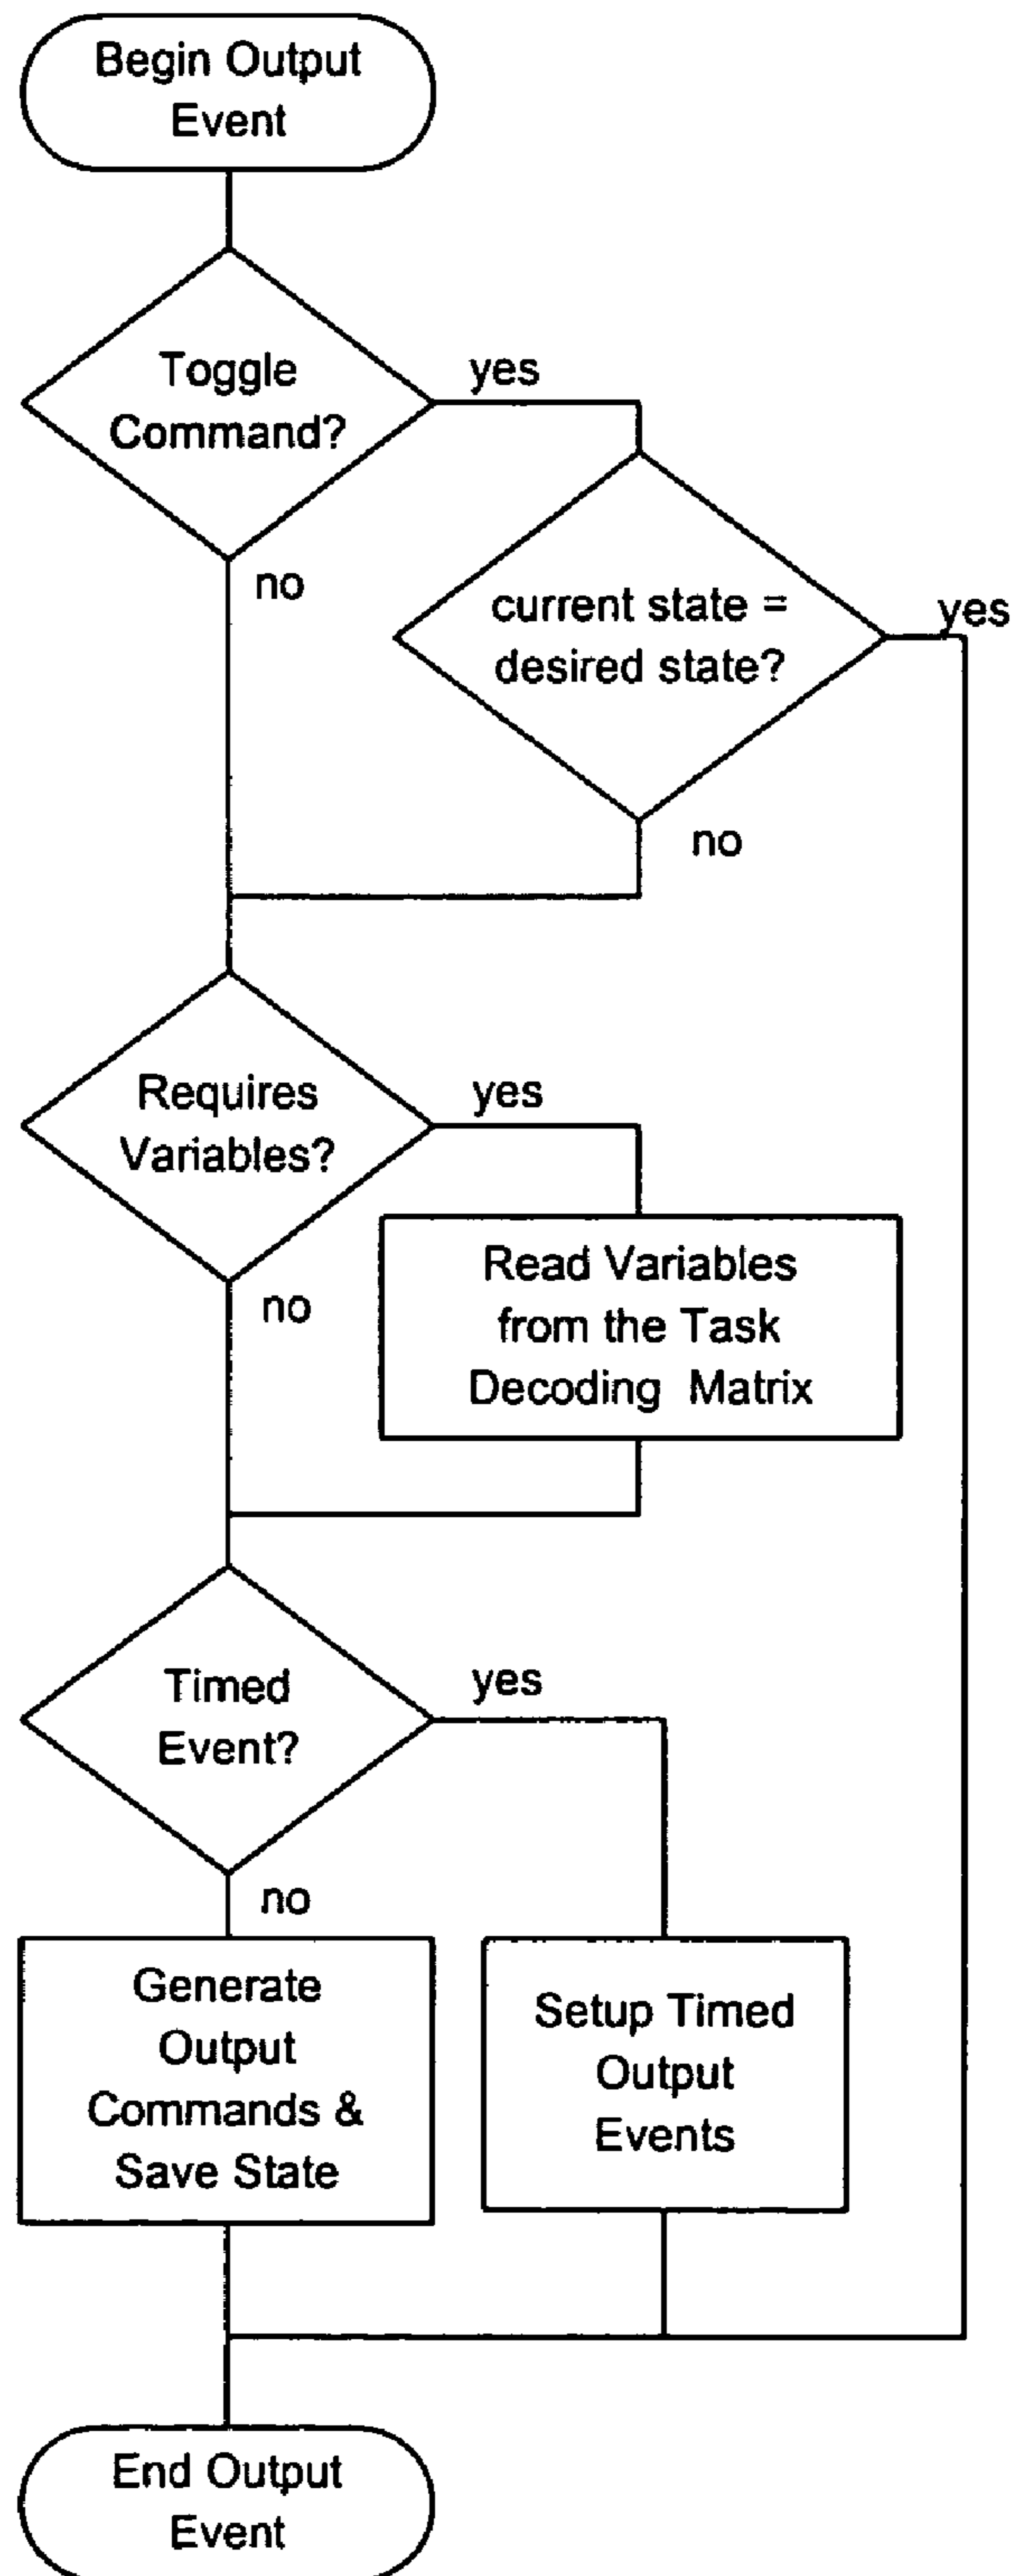 Begin Output
Event
Toggle
Command?
yes
no
current state =
desired state?
yes
no
Requires
Variables?
yes
no
Read Variables
from the Task
Decoding Matrix
Timed
Event?
yes
no
Generate
Output
Commands &
Save State
Setup Timed
Output
Events
End Output
Event